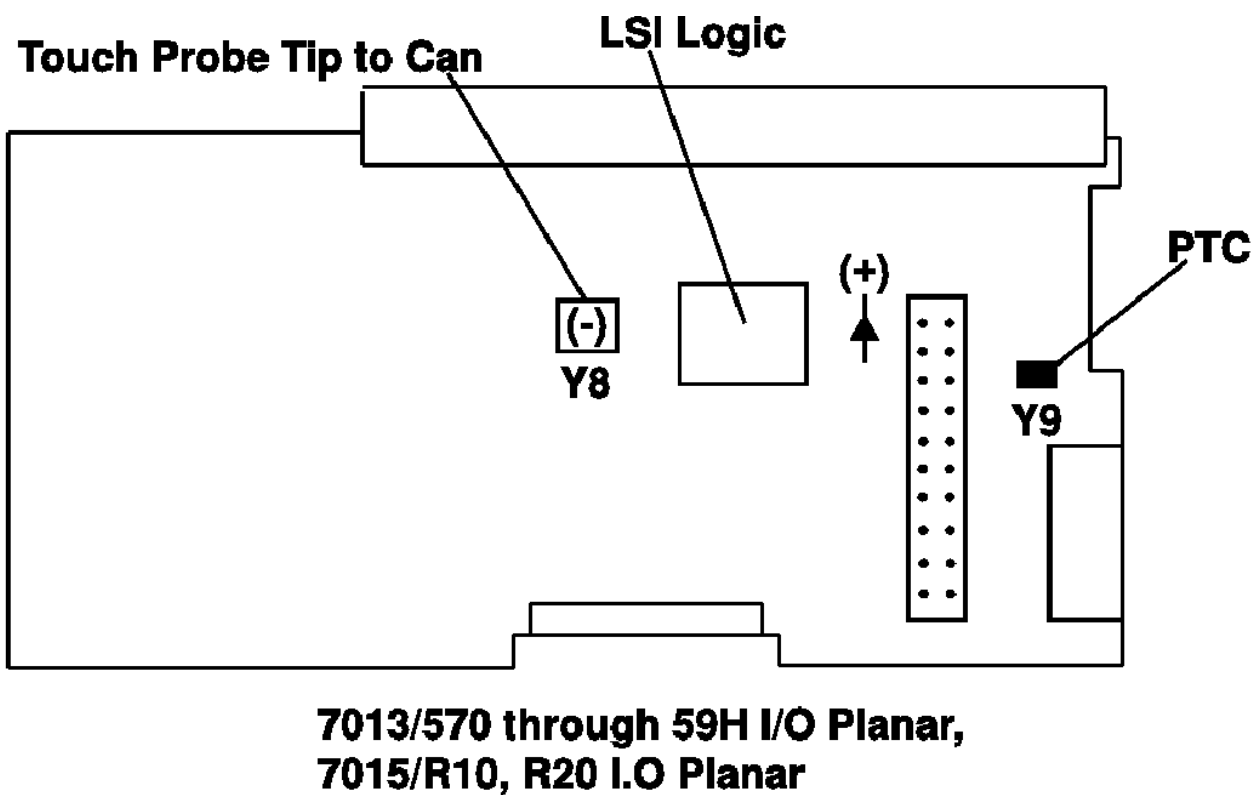 Touch Probe Tip to Can
LSI Logic
PTC
(+)
(-)
Y8
Y9
7013/570 through 59H I/O Planar,
7015/R10, R20 I.O Planar